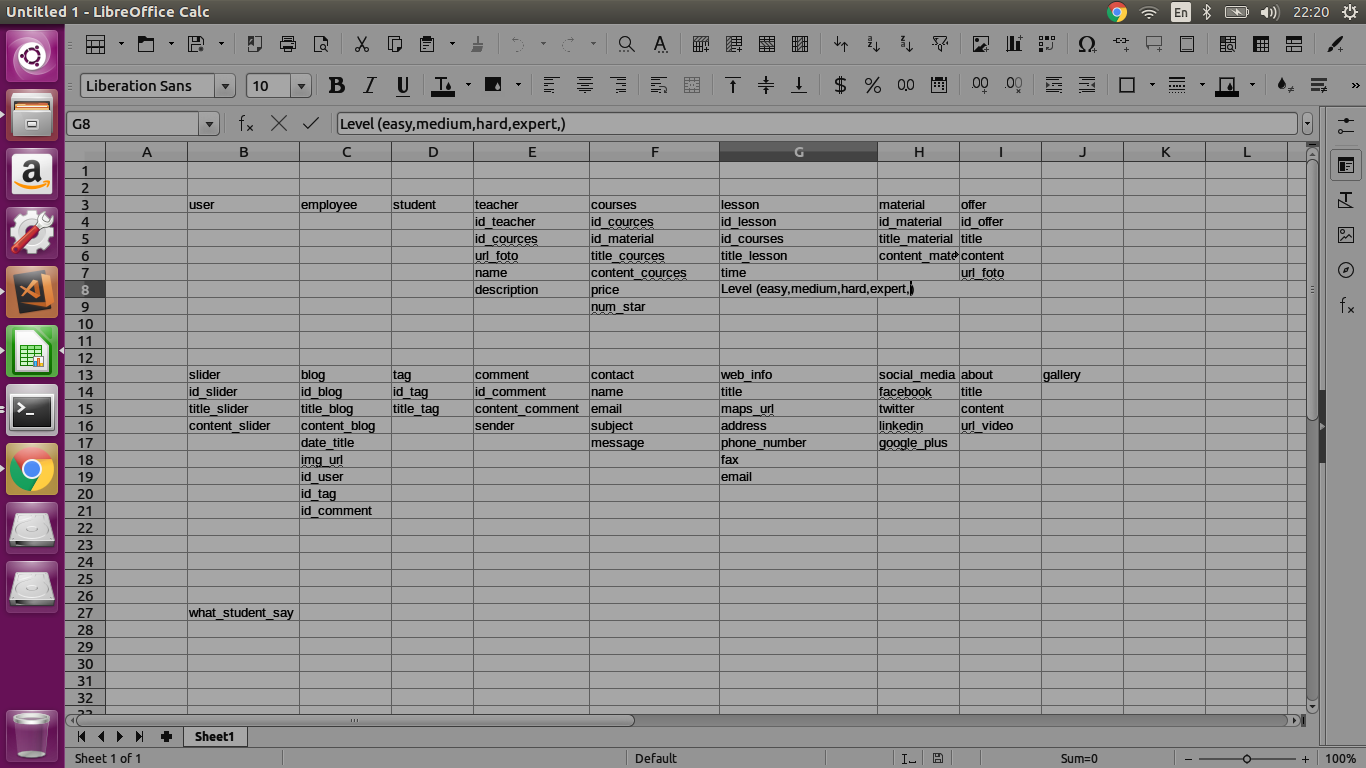 Untitled 1 - LibreOffice Calc En 22:20
Liberation Sans 10
G8 Level (easy,medium,hard,expert,)
A B C D E F G H I J K L
1
2
3 user employee student teacher courses lesson material offer
4 id_teacher id_cources id_lesson id_material id_offer
5 id_cources id_material id_courses title_material title
6 url_foto title_cources title_lesson content_mate content
7 name content_cources time url_foto
8 description price Level (easy,medium,hard,expert,)
9 num_star
10
11
12
13 slider blog tag comment contact web_info social_media about gallery
14 id_slider id_blog id_tag id_comment name title facebook title
15 title_slider title_blog title_tag content_comment email maps_url twitter content
16 content_slider content_blog sender subject address linkedin url_video
17 date_title message phone_number google_plus
18 img_url fax
19 id_user email
20 id_tag
21 id_comment
22
23
24
25
26
27 what_student_say
28
29
30
31
32
Sheet1
Sheet 1 of 1 Default Sum=0 100%